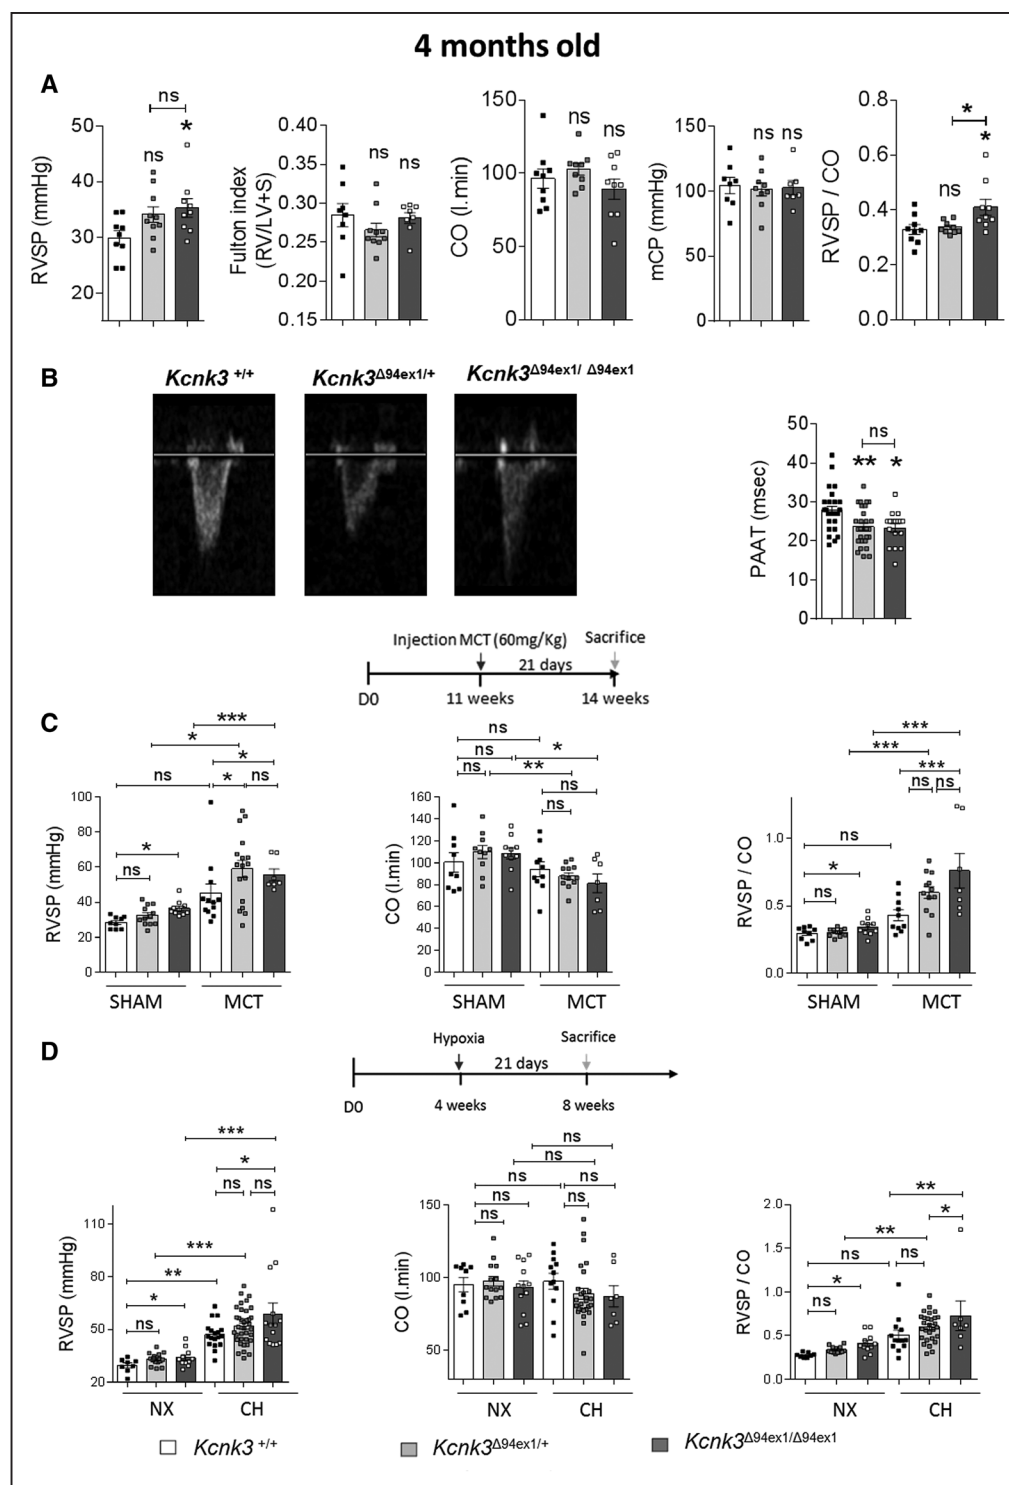 4 months old
A
ns
*
ns
RVSP (mmHg)
50
40
30
20
ns
ns
Fulton index
(RV/LV+S)
0.40
0.35
0.30
0.25
0.20
0.15
ns
ns
CO (l.min)
150
100
50
0
ns
ns
mCP (mmHg)
150
100
50
0
*
*
ns
RVSP / CO
0.8
0.6
0.4
0.2
0.0
B
Kcnk3 +/+
Kcnk3Δ94ex1/+
Kcnk3Δ94ex1/ Δ94ex1
ns
** *
PAAT (msec)
50
40
30
20
10
0
Injection MCT (60mg/Kg)
Sacrifice
21 days
D0
11 weeks
14 weeks
C
***
*
*
ns * ns
*
ns
RVSP (mmHg)
100
80
60
40
20
0
SHAM MCT
ns
ns *
ns **
ns
ns
CO (l.min)
160
140
120
100
80
60
40
20
0
SHAM MCT
***
***
***
ns ns
ns
*
ns
RVSP / CO
1.0
0.5
0.0
SHAM MCT
D
Hypoxia
Sacrifice
21 days
D0
4 weeks
8 weeks
***
*
ns ns
***
**
*
ns
RVSP (mmHg)
110
80
50
20
NX CH
ns
ns
ns ns
ns ns
ns
CO (l.min)
150
100
50
NX CH
**
** *
ns ns
*
ns
RVSP / CO
2.0
1.5
1.0
0.5
0.0
NX CH
Kcnk3 +/+
Kcnk3Δ94ex1/+
Kcnk3Δ94ex1/Δ94ex1